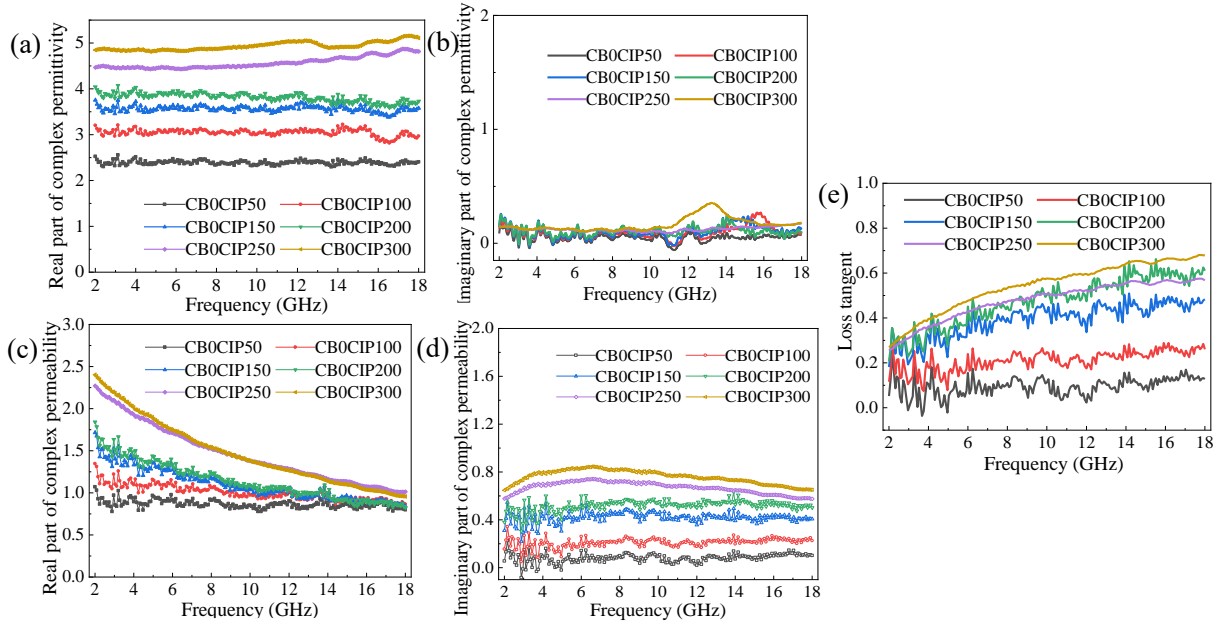 (a)
Real part of complex permittivity
5
4
3
2
1
0
CB0CIP50 CB0CIP100
CB0CIP150 CB0CIP200
CB0CIP250 CB0CIP300
2 4 6 8 10 12 14 16 18
Frequency (GHz)
(b)
Imaginary part of complex permittivity
2
1
0
CB0CIP50 CB0CIP100
CB0CIP150 CB0CIP200
CB0CIP250 CB0CIP300
2 4 6 8 10 12 14 16 18
Frequency (GHz)
(c)
Real part of complex permeability
3.0
2.5
2.0
1.5
1.0
0.5
0.0
CB0CIP50 CB0CIP100
CB0CIP150 CB0CIP200
CB0CIP250 CB0CIP300
2 4 6 8 10 12 14 16 18
Frequency (GHz)
(d)
Imaginary part of complex permeability
2.0
1.6
1.2
0.8
0.4
0.0
CB0CIP50 CB0CIP100
CB0CIP150 CB0CIP200
CB0CIP250 CB0CIP300
2 4 6 8 10 12 14 16 18
Frequency (GHz)
(e)
Loss tangent
1.0
0.8
0.6
0.4
0.2
0.0
CB0CIP50 CB0CIP100
CB0CIP150 CB0CIP200
CB0CIP250 CB0CIP300
2 4 6 8 10 12 14 16 18
Frequency (GHz)